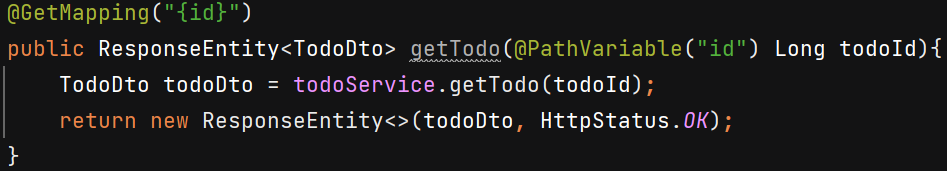 @GetMapping("{id}")
public ResponseEntity<TodoDto> getTodo(@PathVariable("id") Long todoId){
    TodoDto todoDto = todoService.getTodo(todoId);
    return new ResponseEntity<>(todoDto, HttpStatus.OK);
}